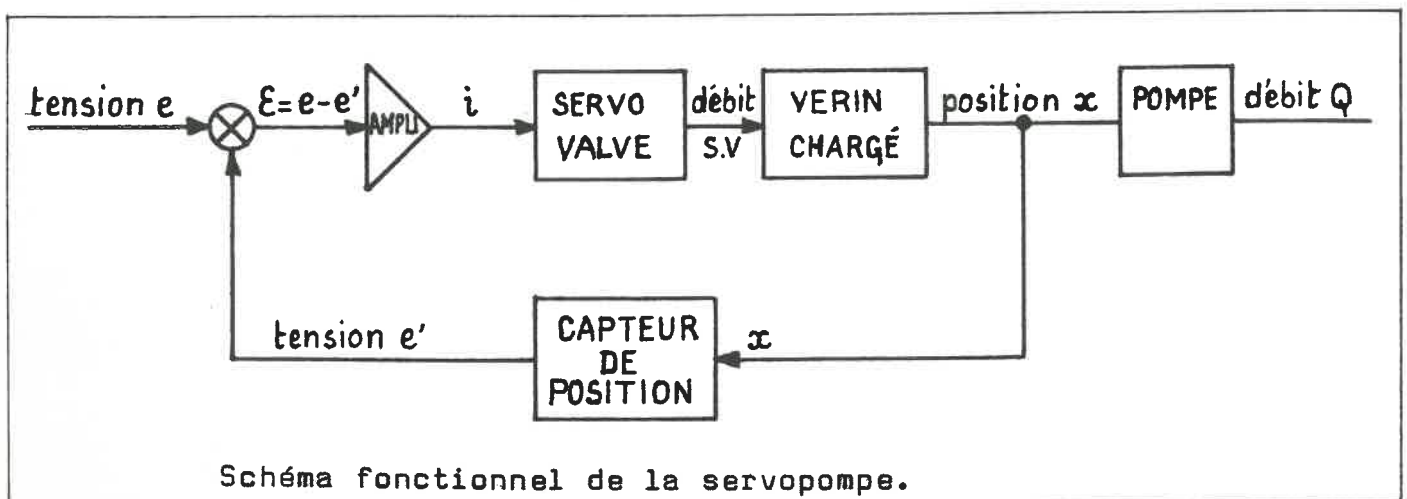 tension e
Ɛ=e-e'
AMPLI
i
SERVO
VALVE
débit
S.V
VERIN
CHARGÉ
position x
POMPE
débit Q
tension e'
CAPTEUR
DE
POSITION
x
Schéma fonctionnel de la servopompe.